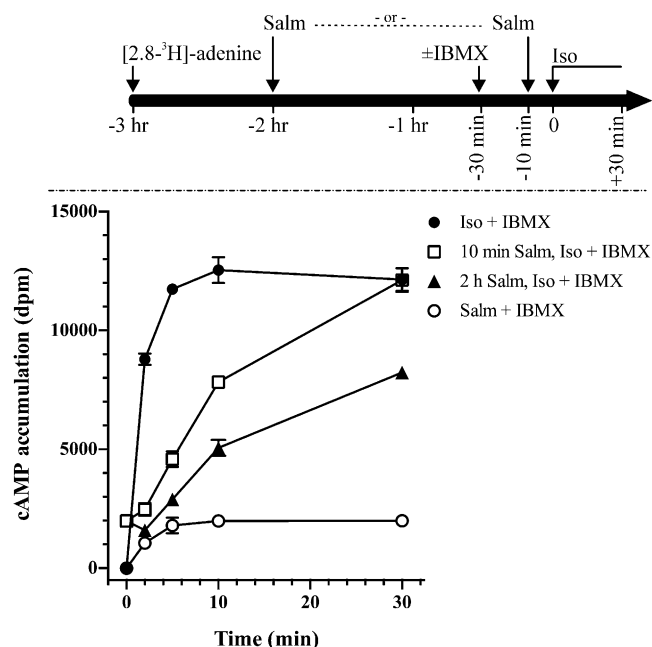 Salm - or - Salm
[2.8-³H]-adenine ±IBMX Iso
-3 hr -2 hr -1 hr -30 min -10 min 0 +30 min
15000
10000
5000
0
cAMP accumulation (dpm)
0 10 20 30
Time (min)
Iso + IBMX
10 min Salm, Iso + IBMX
2 h Salm, Iso + IBMX
Salm + IBMX